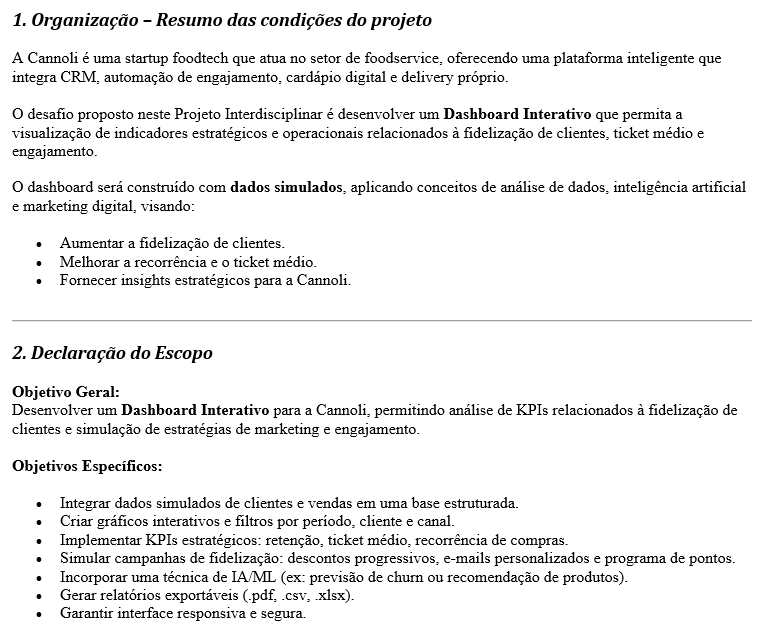 1. Organização – Resumo das condições do projeto
A Cannoli é uma startup foodtech que atua no setor de foodservice, oferecendo uma plataforma inteligente que
integra CRM, automação de engajamento, cardápio digital e delivery próprio.
O desafio proposto neste Projeto Interdisciplinar é desenvolver um Dashboard Interativo que permita a
visualização de indicadores estratégicos e operacionais relacionados à fidelização de clientes, ticket médio e
engajamento.
O dashboard será construído com dados simulados, aplicando conceitos de análise de dados, inteligência artificial
e marketing digital, visando:
• Aumentar a fidelização de clientes.
• Melhorar a recorrência e o ticket médio.
• Fornecer insights estratégicos para a Cannoli.
2. Declaração do Escopo
Objetivo Geral:
Desenvolver um Dashboard Interativo para a Cannoli, permitindo análise de KPIs relacionados à fidelização de
clientes e simulação de estratégias de marketing e engajamento.
Objetivos Específicos:
• Integrar dados simulados de clientes e vendas em uma base estruturada.
• Criar gráficos interativos e filtros por período, cliente e canal.
• Implementar KPIs estratégicos: retenção, ticket médio, recorrência de compras.
• Simular campanhas de fidelização: descontos progressivos, e-mails personalizados e programa de pontos.
• Incorporar uma técnica de IA/ML (ex: previsão de churn ou recomendação de produtos).
• Gerar relatórios exportáveis (.pdf, .csv, .xlsx).
• Garantir interface responsiva e segura.